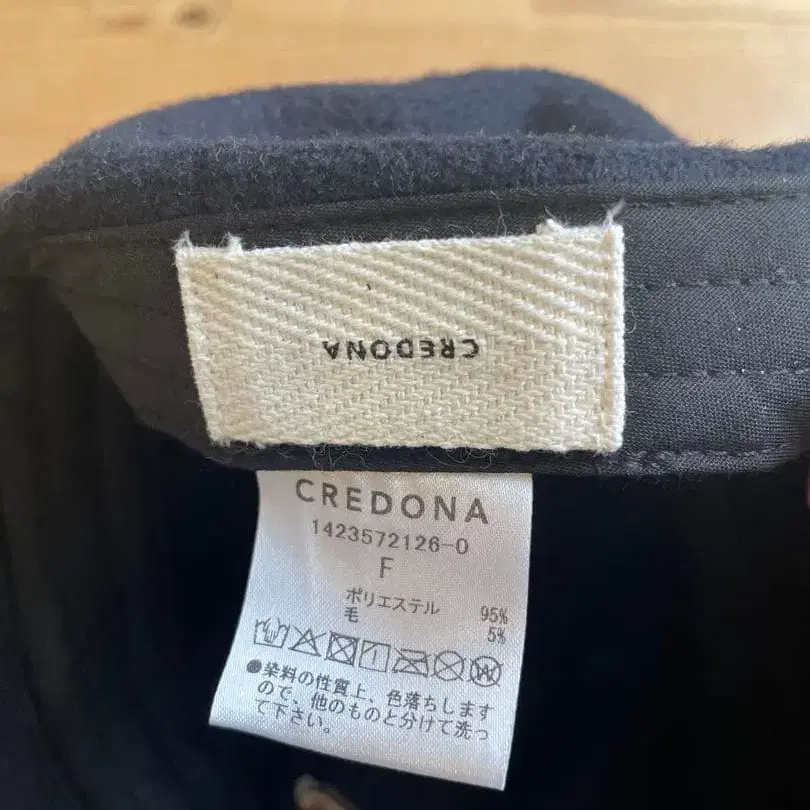 CREDONA
CREDONA
1423572126-0
F
ポリエステル 95%
毛 5%
●染料の性質上、色落ちします
ので、他のものと分けて洗っ
て下さい。